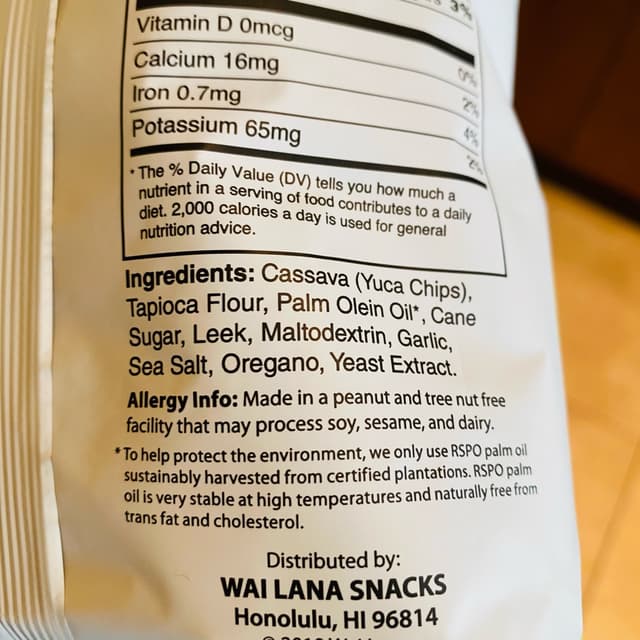 3%
Vitamin D 0mcg 0%
Calcium 16mg 2%
Iron 0.7mg 4%
Potassium 65mg 2%
* The % Daily Value (DV) tells you how much a
nutrient in a serving of food contributes to a daily
diet. 2,000 calories a day is used for general
nutrition advice.
Ingredients: Cassava (Yuca Chips),
Tapioca Flour, Palm Olein Oil*, Cane
Sugar, Leek, Maltodextrin, Garlic,
Sea Salt, Oregano, Yeast Extract.
Allergy Info: Made in a peanut and tree nut free
facility that may process soy, sesame, and dairy.
* To help protect the environment, we only use RSPO palm oil
sustainably harvested from certified plantations. RSPO palm
oil is very stable at high temperatures and naturally free from
trans fat and cholesterol.
Distributed by:
WAI LANA SNACKS
Honolulu, HI 96814